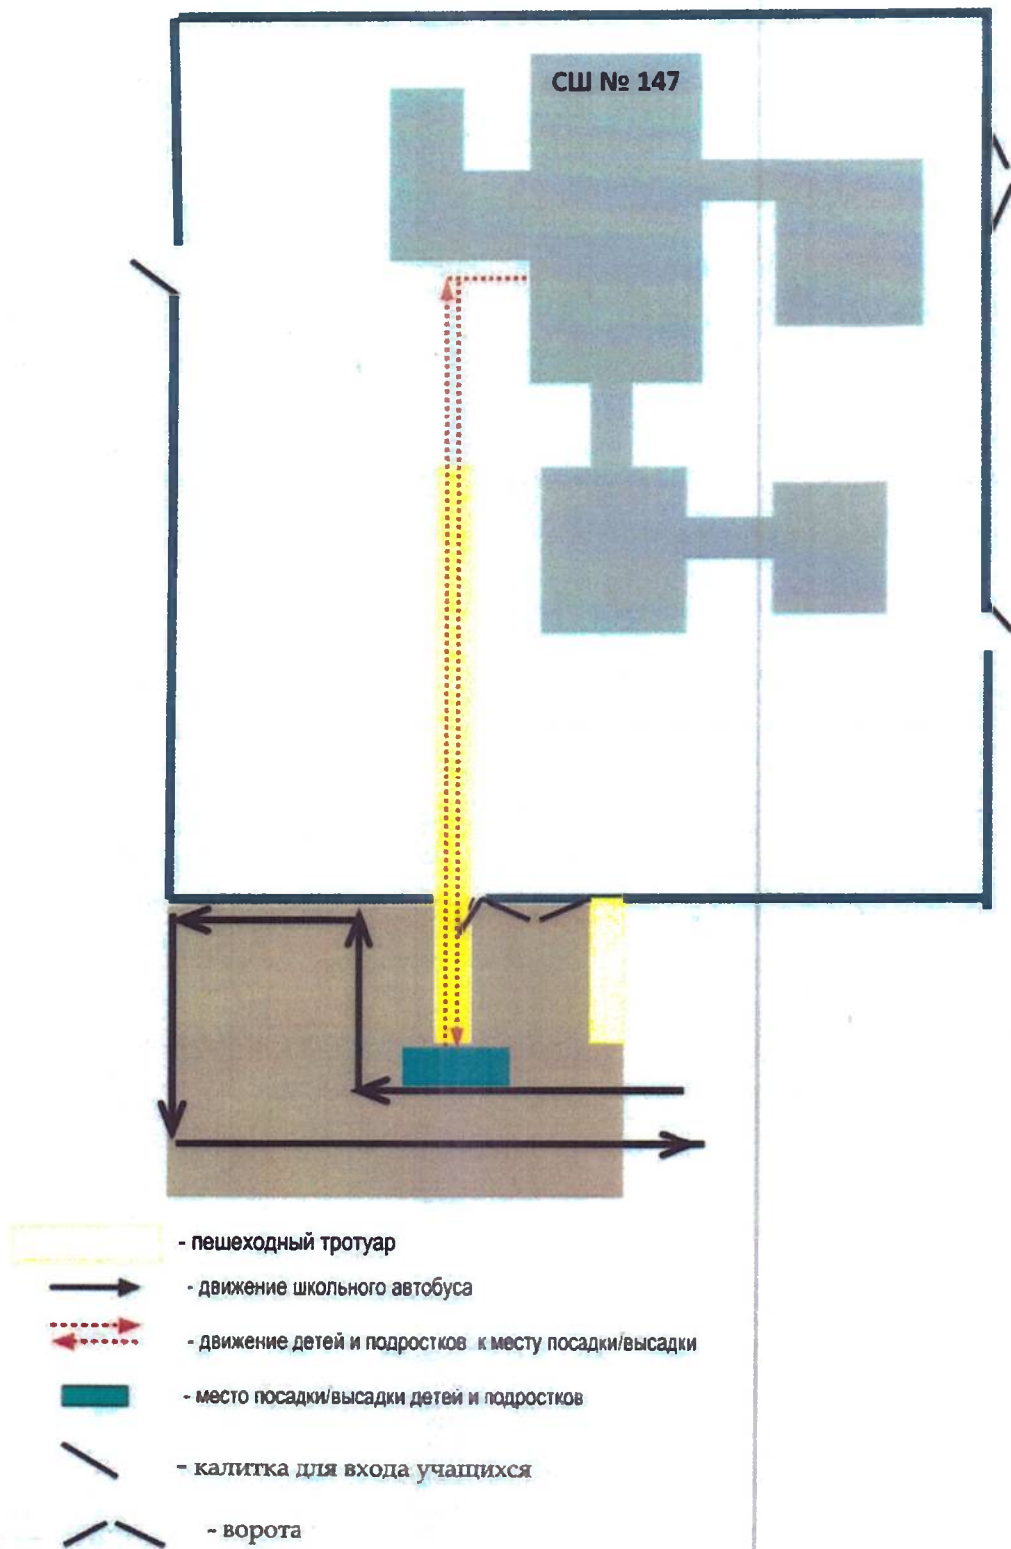 СШ № 147
- пешеходный тротуар
- движение школьного автобуса
- движение детей и подростков к месту посадки/высадки
- место посадки/высадки детей и подростков
- калитка для входа учащихся
- ворота